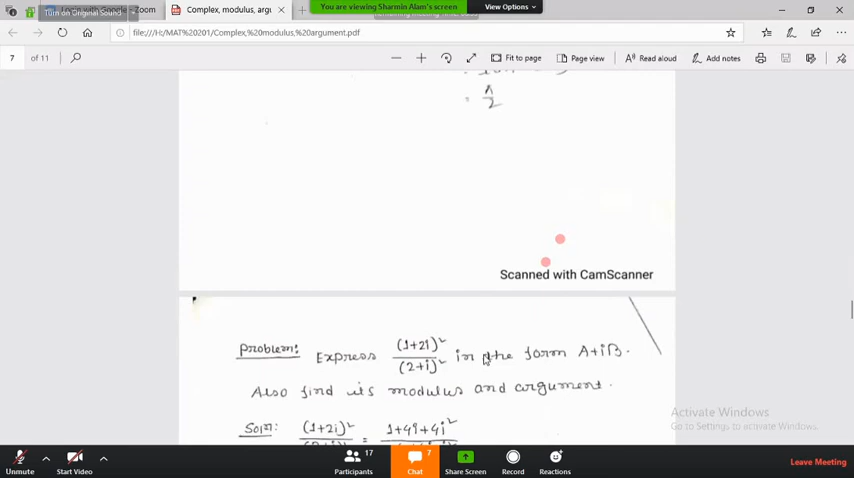 Turn on Original Sound
Zoom
Complex, modulus, argu
You are viewing Sharmin Alam's screen
View Options
file:///H:/MAT%20201/Complex,%20modulus,%20argument.pdf
7 of 11
Fit to page
Page view
Read aloud
Add notes
= π/2
Scanned with CamScanner
Problem: Express (1+2i)²/(2+i)² in the form A+iB.
Also find its modulus and argument.
Soln: (1+2i)² = 1+4i+4i²
Activate Windows
Go to Settings to activate Windows.
Unmute
Start Video
17
Participants
7
Chat
Share Screen
Record
Reactions
Leave Meeting